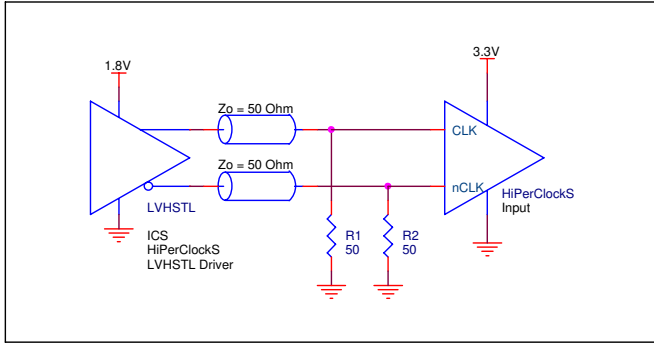 1.8V
3.3V
Zo = 50 Ohm
CLK
Zo = 50 Ohm
nCLK
LVHSTL
HiPerClockS
Input
ICS
HiPerClockS
LVHSTL Driver
R1
50
R2
50